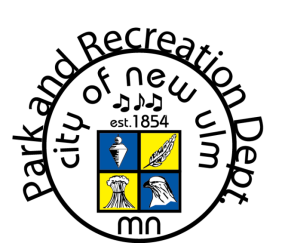 Park and Recreation Dept.
city of new ulm
est.1854
mn